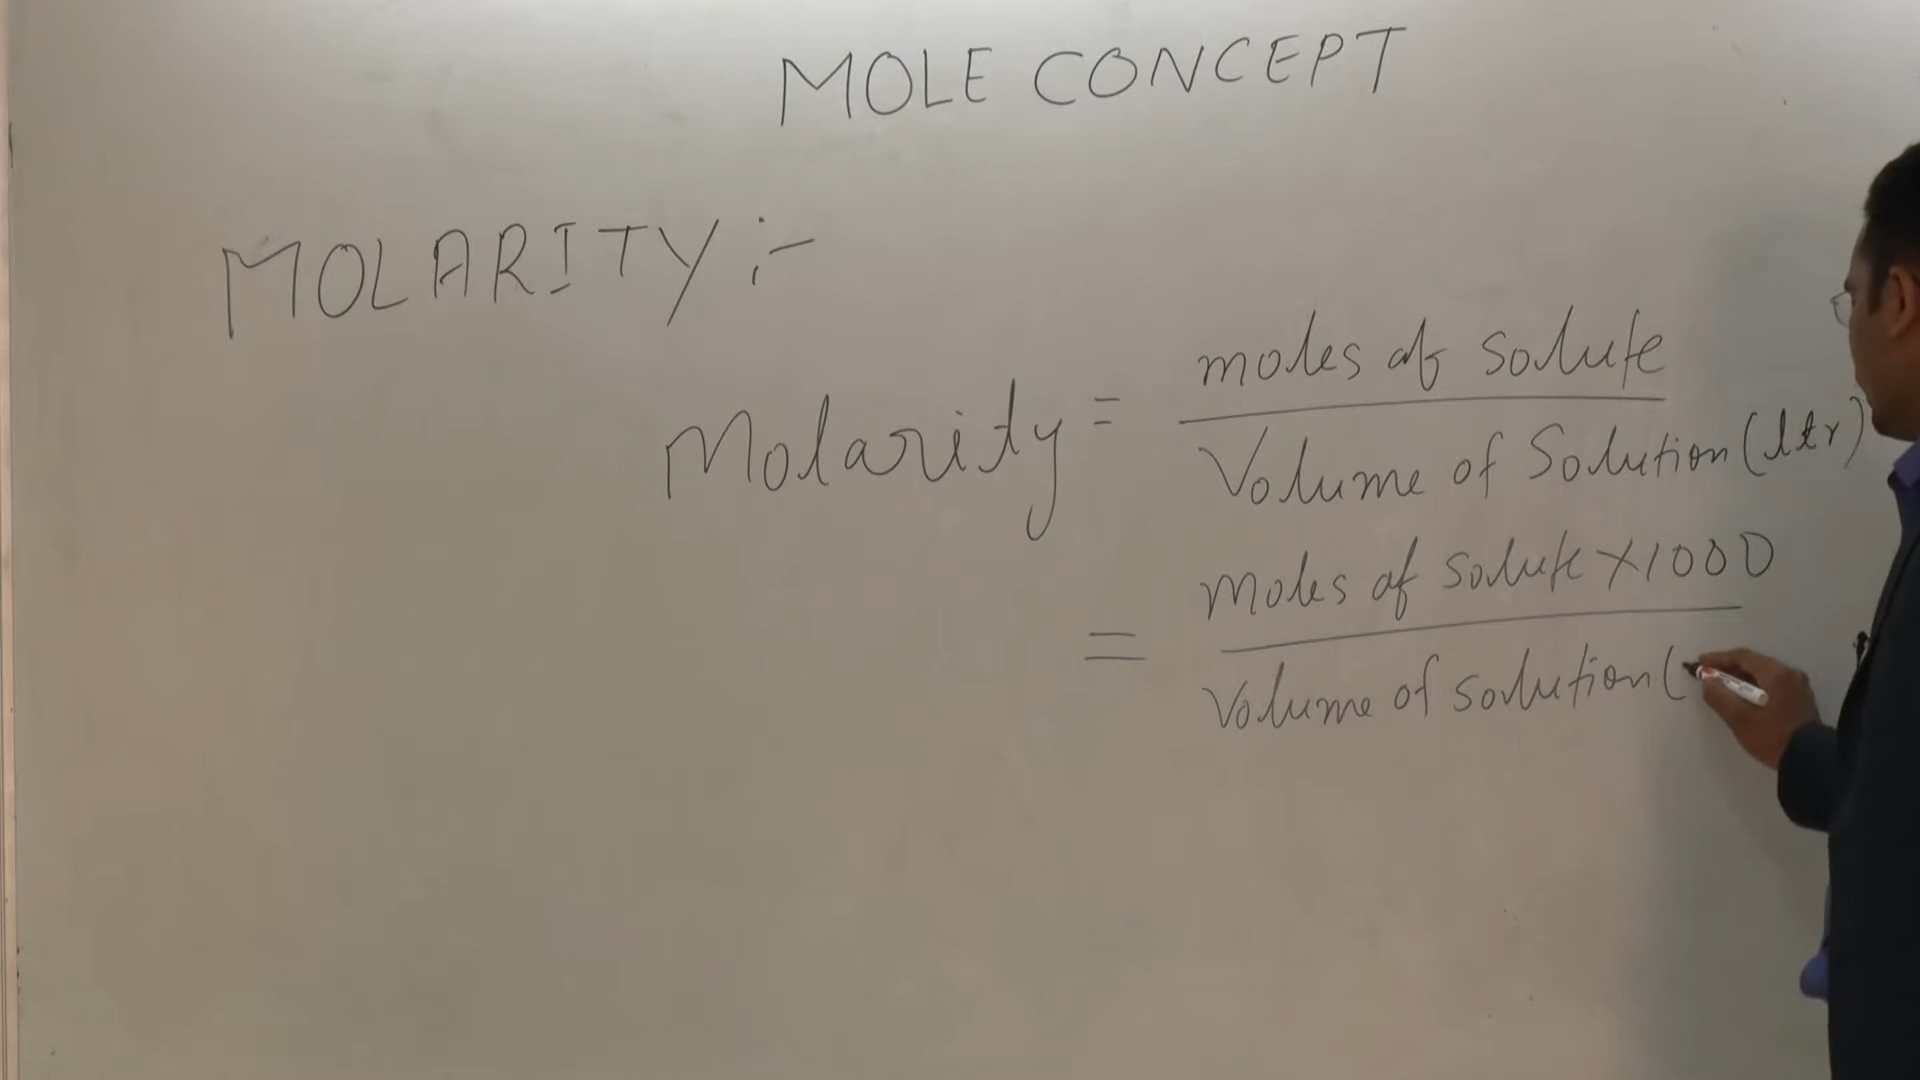 MOLE CONCEPT
MOLARITY :-
Molarity = moles of solute
Volume of Solution (ltr)
= Moles of solute X 1000
Volume of solution (